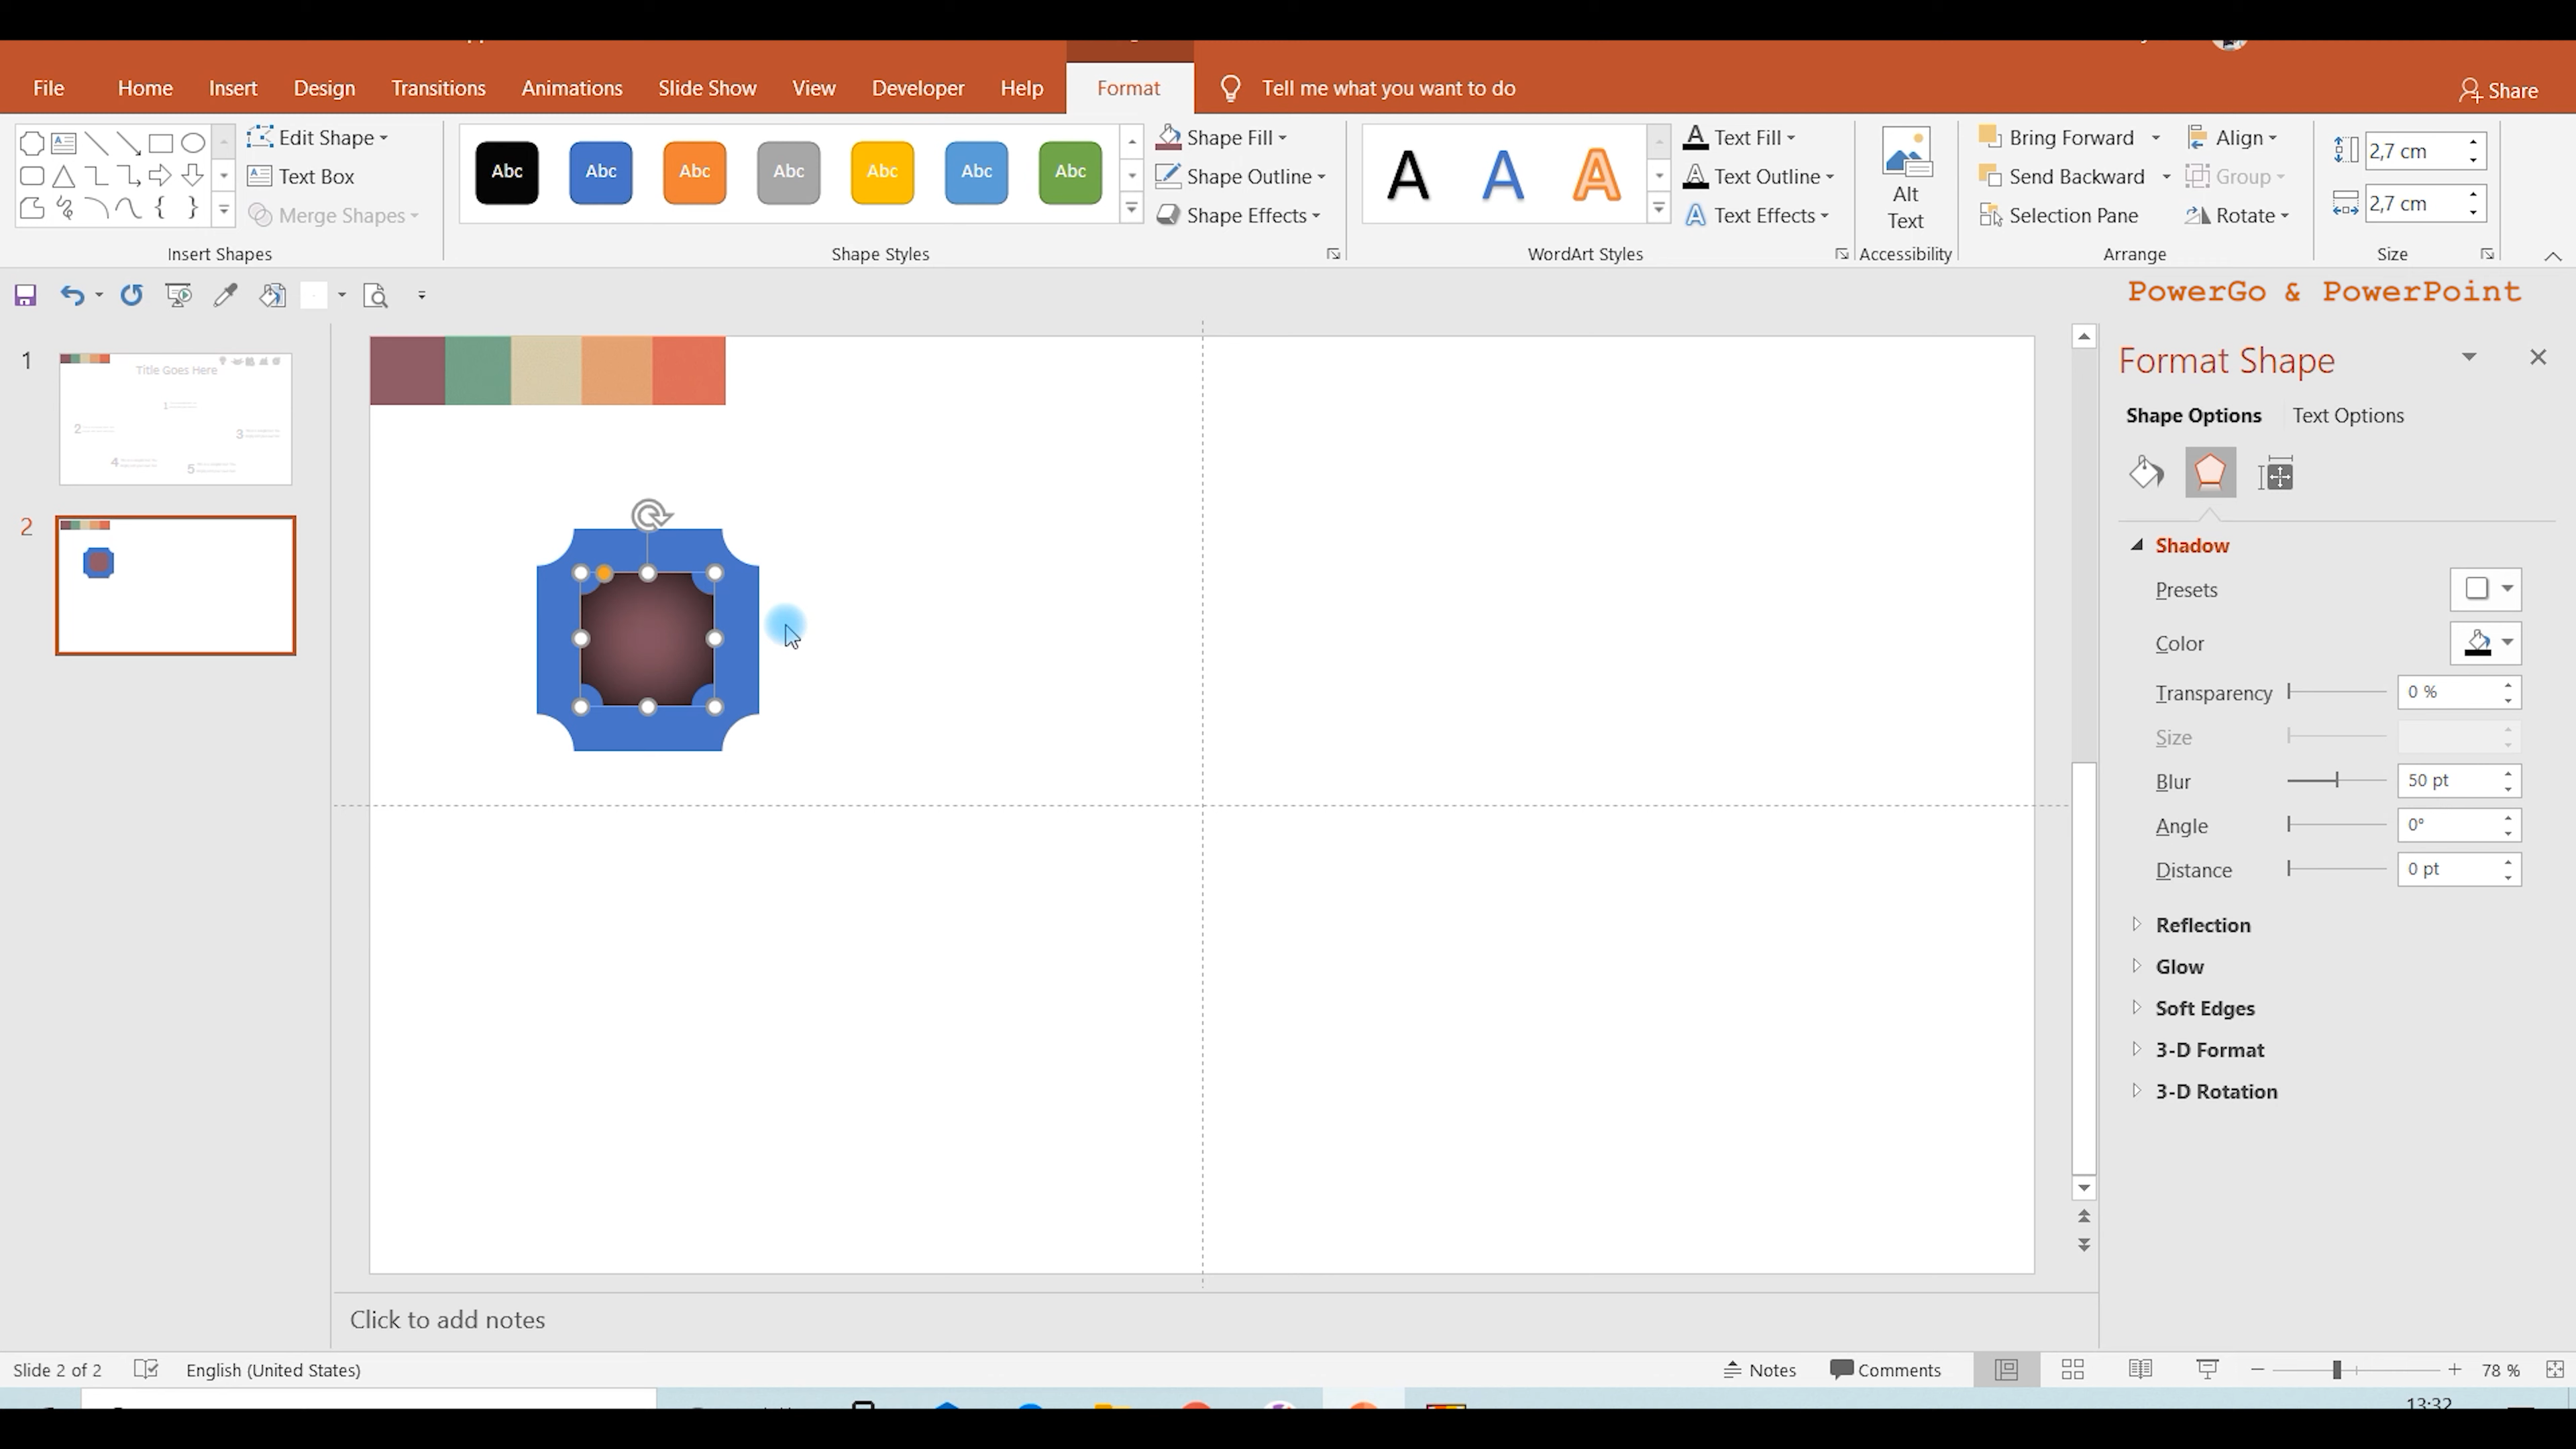 File Home Insert Design Transitions Animations Slide Show View Developer Help Format Tell me what you want to do Share
Edit Shape
Text Box
Merge Shapes
Insert Shapes
Abc Abc Abc Abc Abc Abc Abc
Shape Styles
Shape Fill
Shape Outline
Shape Effects
A A A
WordArt Styles
Text Fill
Text Outline
Text Effects
Alt
Text
Accessibility
Bring Forward
Send Backward
Selection Pane
Align
Group
Rotate
Arrange
2,7 cm
2,7 cm
Size
PowerGo & PowerPoint
1
Title Goes Here
1
2
3
4
5
2
Format Shape
Shape Options Text Options
Shadow
Presets
Color
Transparency 0 %
Size
Blur 50 pt
Angle 0°
Distance 0 pt
Reflection
Glow
Soft Edges
3-D Format
3-D Rotation
Click to add notes
Slide 2 of 2 English (United States) Notes Comments 78 %
13:32